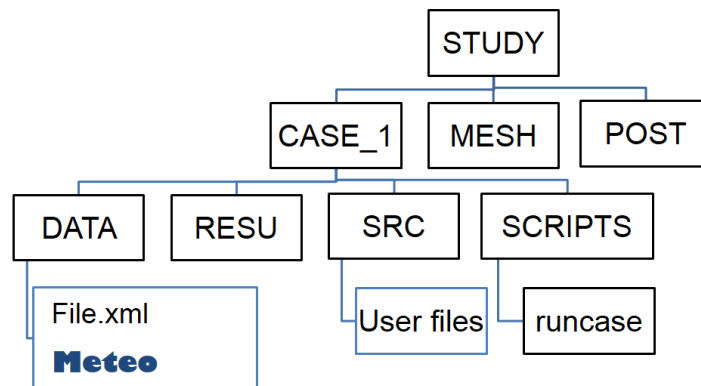 STUDY
CASE_1
MESH
POST
DATA
RESU
SRC
SCRIPTS
File.xml
Meteo
User files
runcase